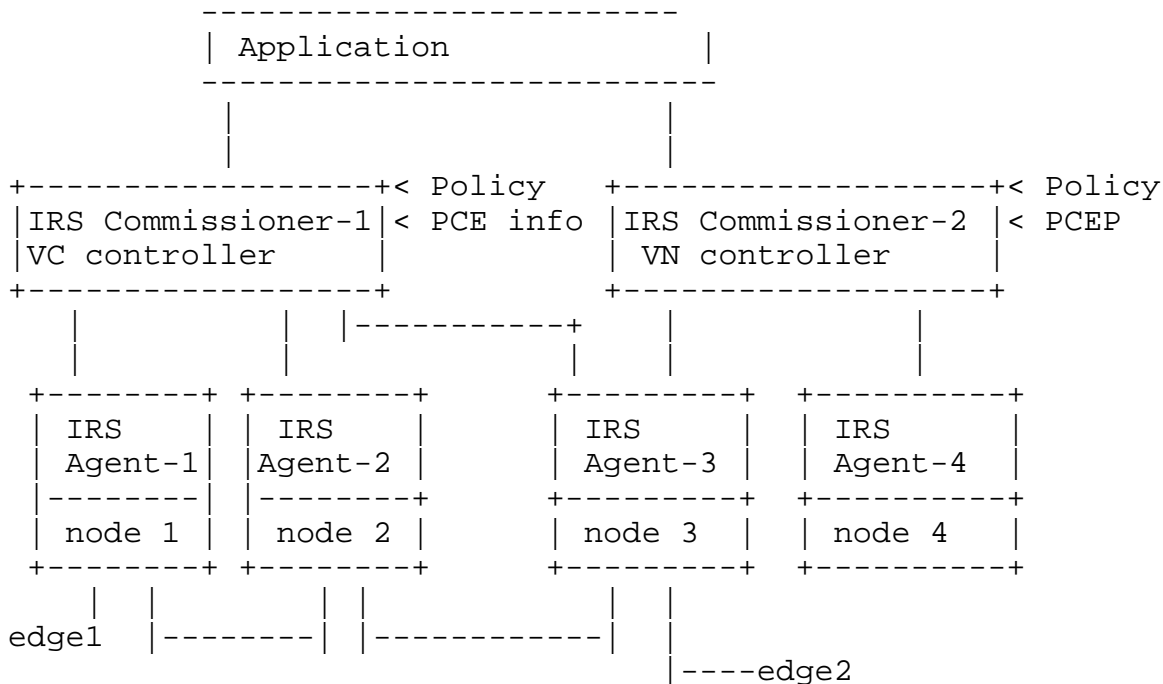 Application
< Policy < Policy
IRS Commissioner-1 < PCE info IRS Commissioner-2 < PCEP
VC controller VN controller
IRS IRS IRS IRS
Agent-1 Agent-2 Agent-3 Agent-4
node 1 node 2 node 3 node 4
edge1
edge2